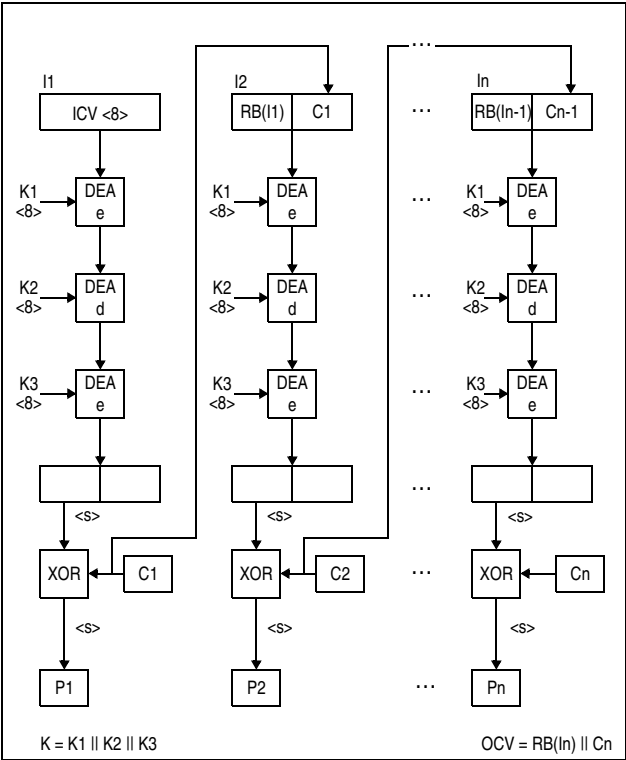 ...
I1 I2 In
ICV <8> RB(I1) C1 ... RB(In-1) Cn-1
K1 <8> DEA e K1 <8> DEA e ... K1 <8> DEA e
K2 <8> DEA d K2 <8> DEA d ... K2 <8> DEA d
K3 <8> DEA e K3 <8> DEA e ... K3 <8> DEA e
...
<s> <s> <s>
XOR C1 XOR C2 ... XOR Cn
<s> <s> <s>
P1 P2 ... Pn
K = K1 || K2 || K3 OCV = RB(In) || Cn